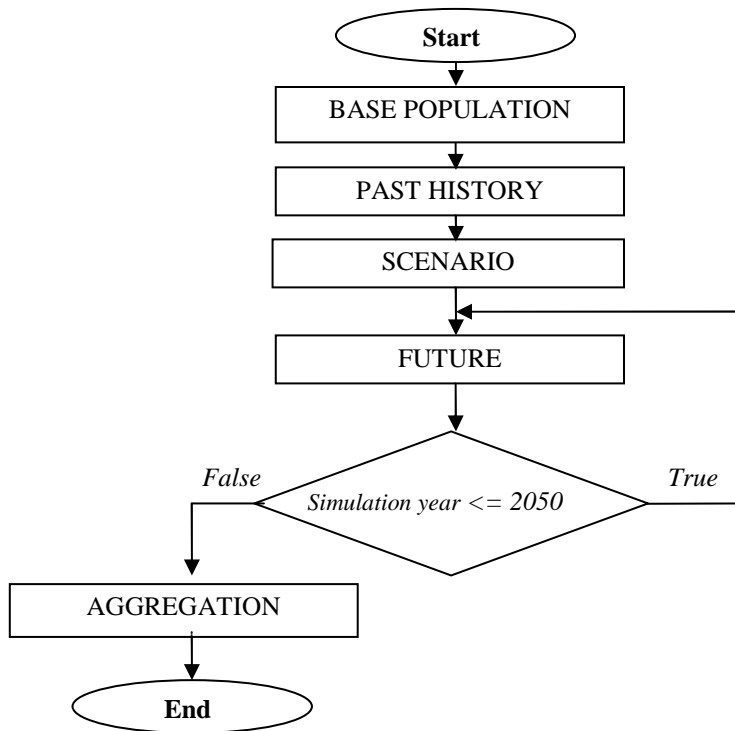 Start
BASE POPULATION
PAST HISTORY
SCENARIO
FUTURE
False
True
Simulation year <= 2050
AGGREGATION
End